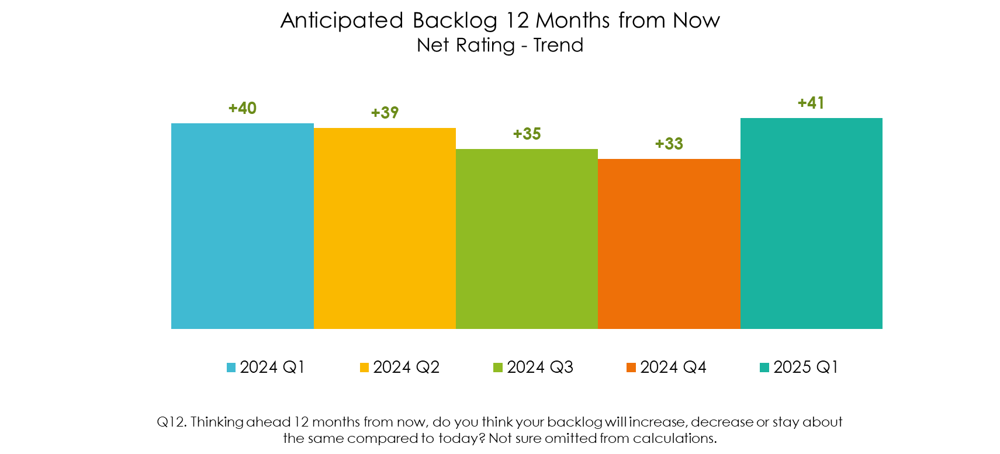 Anticipated Backlog 12 Months from Now
Net Rating - Trend
+40
+39
+35
+33
+41
2024 Q1
2024 Q2
2024 Q3
2024 Q4
2025 Q1
Q12. Thinking ahead 12 months from now, do you think your backlog will increase, decrease or stay about
the same compared to today? Not sure omitted from calculations.